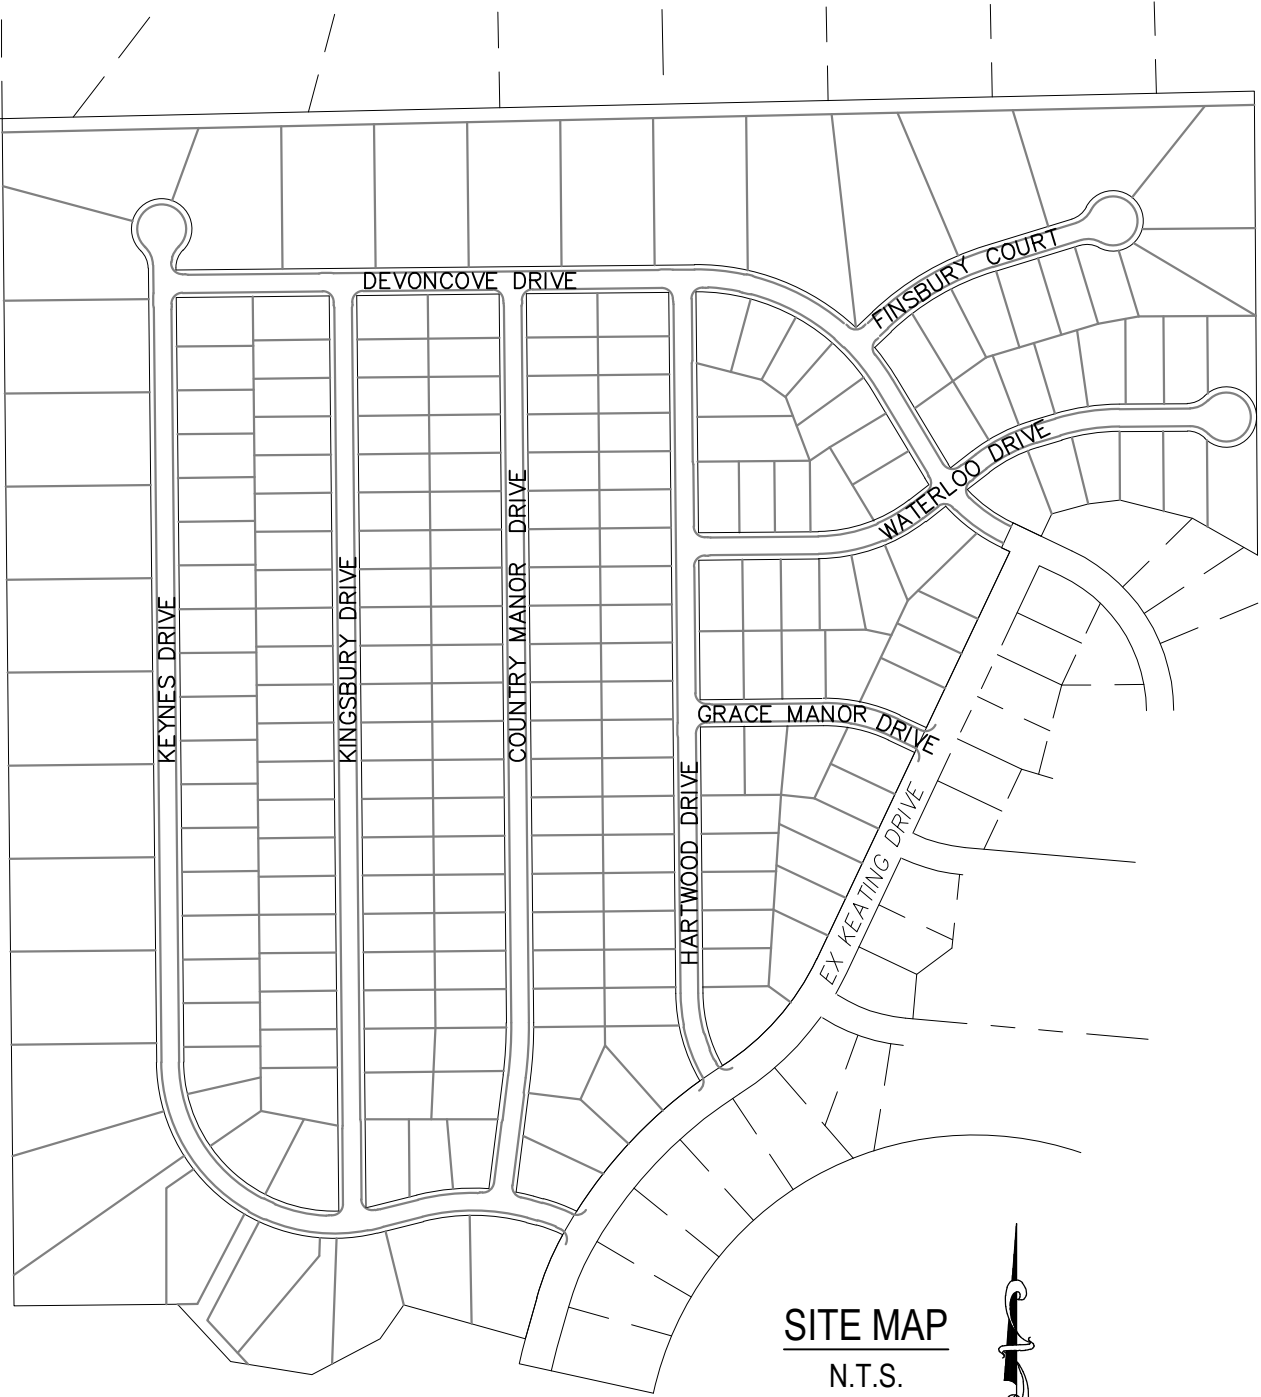 DEVONCOVE DRIVE
FINSBURY COURT
WATERLOO DRIVE
KEYNES DRIVE
KINGSBURY DRIVE
COUNTRY MANOR DRIVE
GRACE MANOR DRIVE
HARTWOOD DRIVE
EX KEATING DRIVE
SITE MAP
N.T.S.